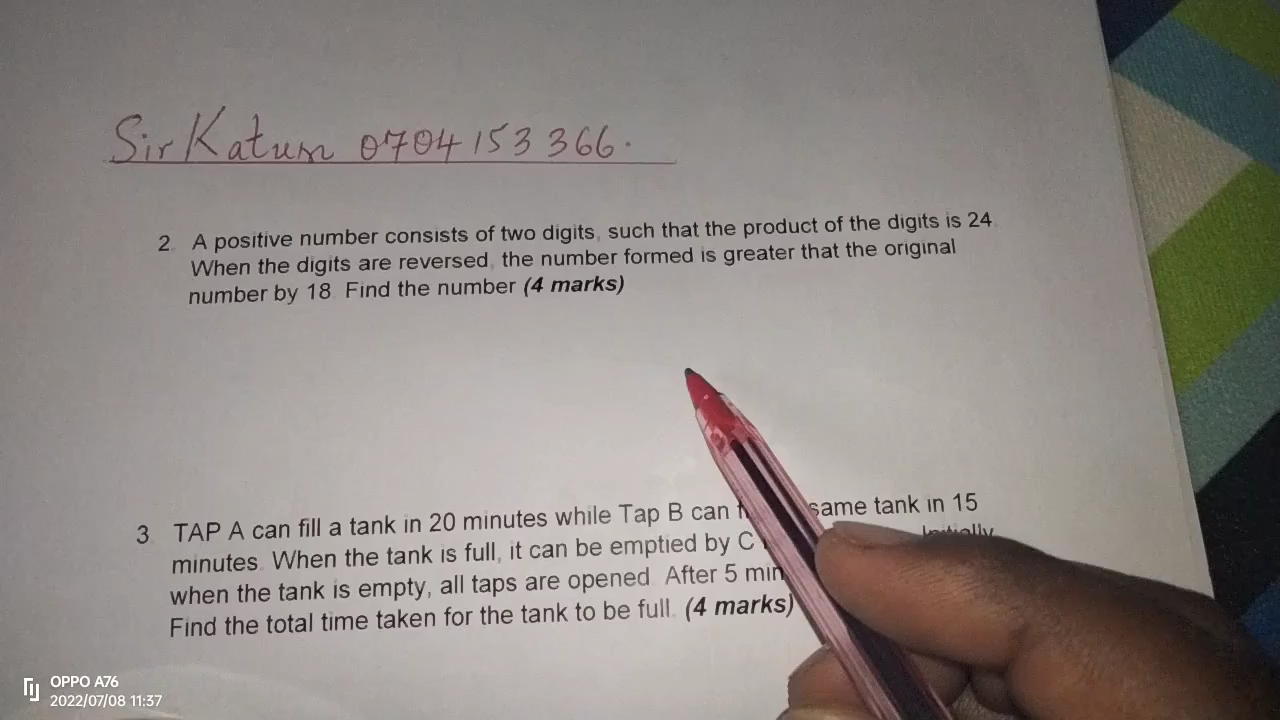 Sir Katum 0704 153 366.
2. A positive number consists of two digits, such that the product of the digits is 24.
When the digits are reversed, the number formed is greater that the original
number by 18. Find the number (4 marks)
3 TAP A can fill a tank in 20 minutes while Tap B can same tank in 15
minutes. When the tank is full, it can be emptied by C Initially
when the tank is empty, all taps are opened. After 5 min
Find the total time taken for the tank to be full. (4 marks)
OPPO A76
2022/07/08 11:37